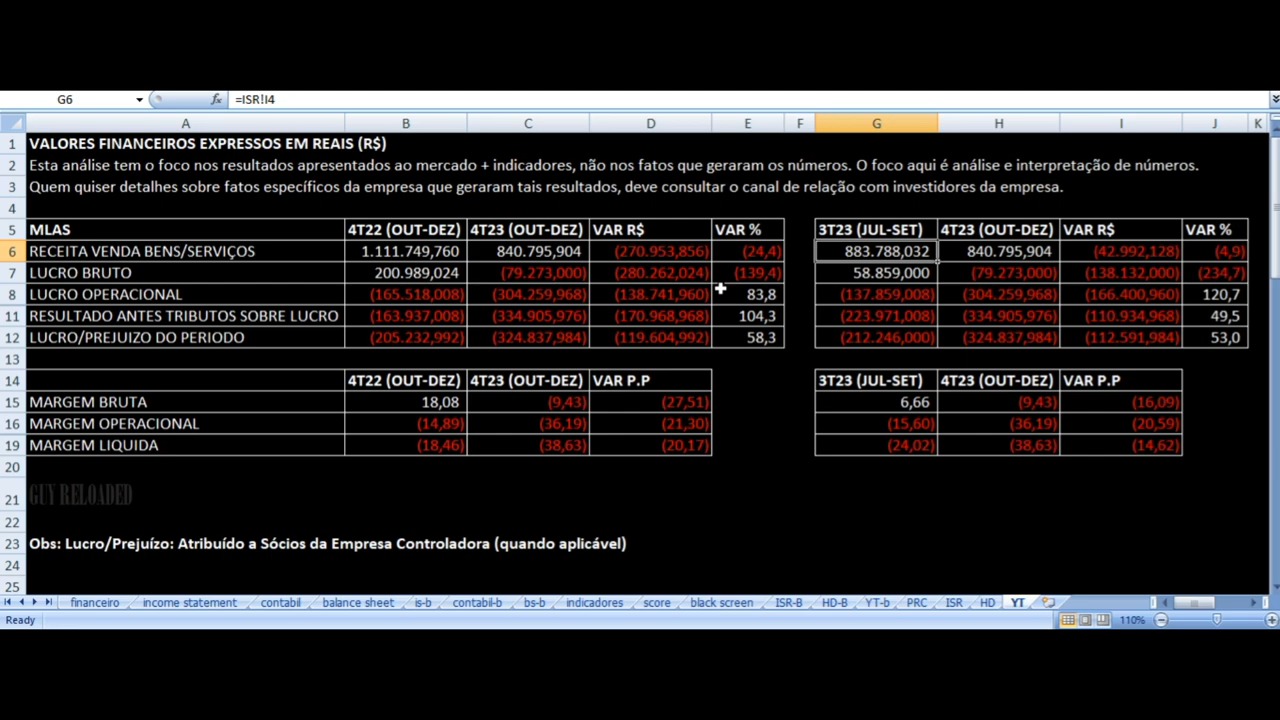 G6 fx =ISR!I4
A B C D E F G H I J K
1 VALORES FINANCEIROS EXPRESSOS EM REAIS (R$)
2 Esta análise tem o foco nos resultados apresentados ao mercado + indicadores, não nos fatos que geraram os números. O foco aqui é análise e interpretação de números.
3 Quem quiser detalhes sobre fatos específicos da empresa que geraram tais resultados, deve consultar o canal de relação com investidores da empresa.
4
5 MLAS 4T22 (OUT-DEZ) 4T23 (OUT-DEZ) VAR R$ VAR % 3T23 (JUL-SET) 4T23 (OUT-DEZ) VAR R$ VAR %
6 RECEITA VENDA BENS/SERVIÇOS 1.111.749,760 840.795,904 (270.953,856) (24,4) 883.788,032 840.795,904 (42.992,128) (4,9)
7 LUCRO BRUTO 200.989,024 (79.273,000) (280.262,024) (139,4) 58.859,000 (79.273,000) (138.132,000) (234,7)
8 LUCRO OPERACIONAL (165.518,008) (304.259,968) (138.741,960) 83,8 (137.859,008) (304.259,968) (166.400,960) 120,7
11 RESULTADO ANTES TRIBUTOS SOBRE LUCRO (163.937,008) (334.905,976) (170.968,968) 104,3 (223.971,008) (334.905,976) (110.934,968) 49,5
12 LUCRO/PREJUIZO DO PERIODO (205.232,992) (324.837,984) (119.604,992) 58,3 (212.246,000) (324.837,984) (112.591,984) 53,0
13
14 4T22 (OUT-DEZ) 4T23 (OUT-DEZ) VAR P.P 3T23 (JUL-SET) 4T23 (OUT-DEZ) VAR P.P
15 MARGEM BRUTA 18,08 (9,43) (27,51) 6,66 (9,43) (16,09)
16 MARGEM OPERACIONAL (14,89) (36,19) (21,30) (15,60) (36,19) (20,59)
19 MARGEM LIQUIDA (18,46) (38,63) (20,17) (24,02) (38,63) (14,62)
20
21 GUY RELOADED
22
23 Obs: Lucro/Prejuízo: Atribuído a Sócios da Empresa Controladora (quando aplicável)
24
25
financeiro income statement contabil balance sheet is-b contabil-b bs-b indicadores score black screen ISR-B HD-B YT-b PRC ISR HD YT
Ready 110%